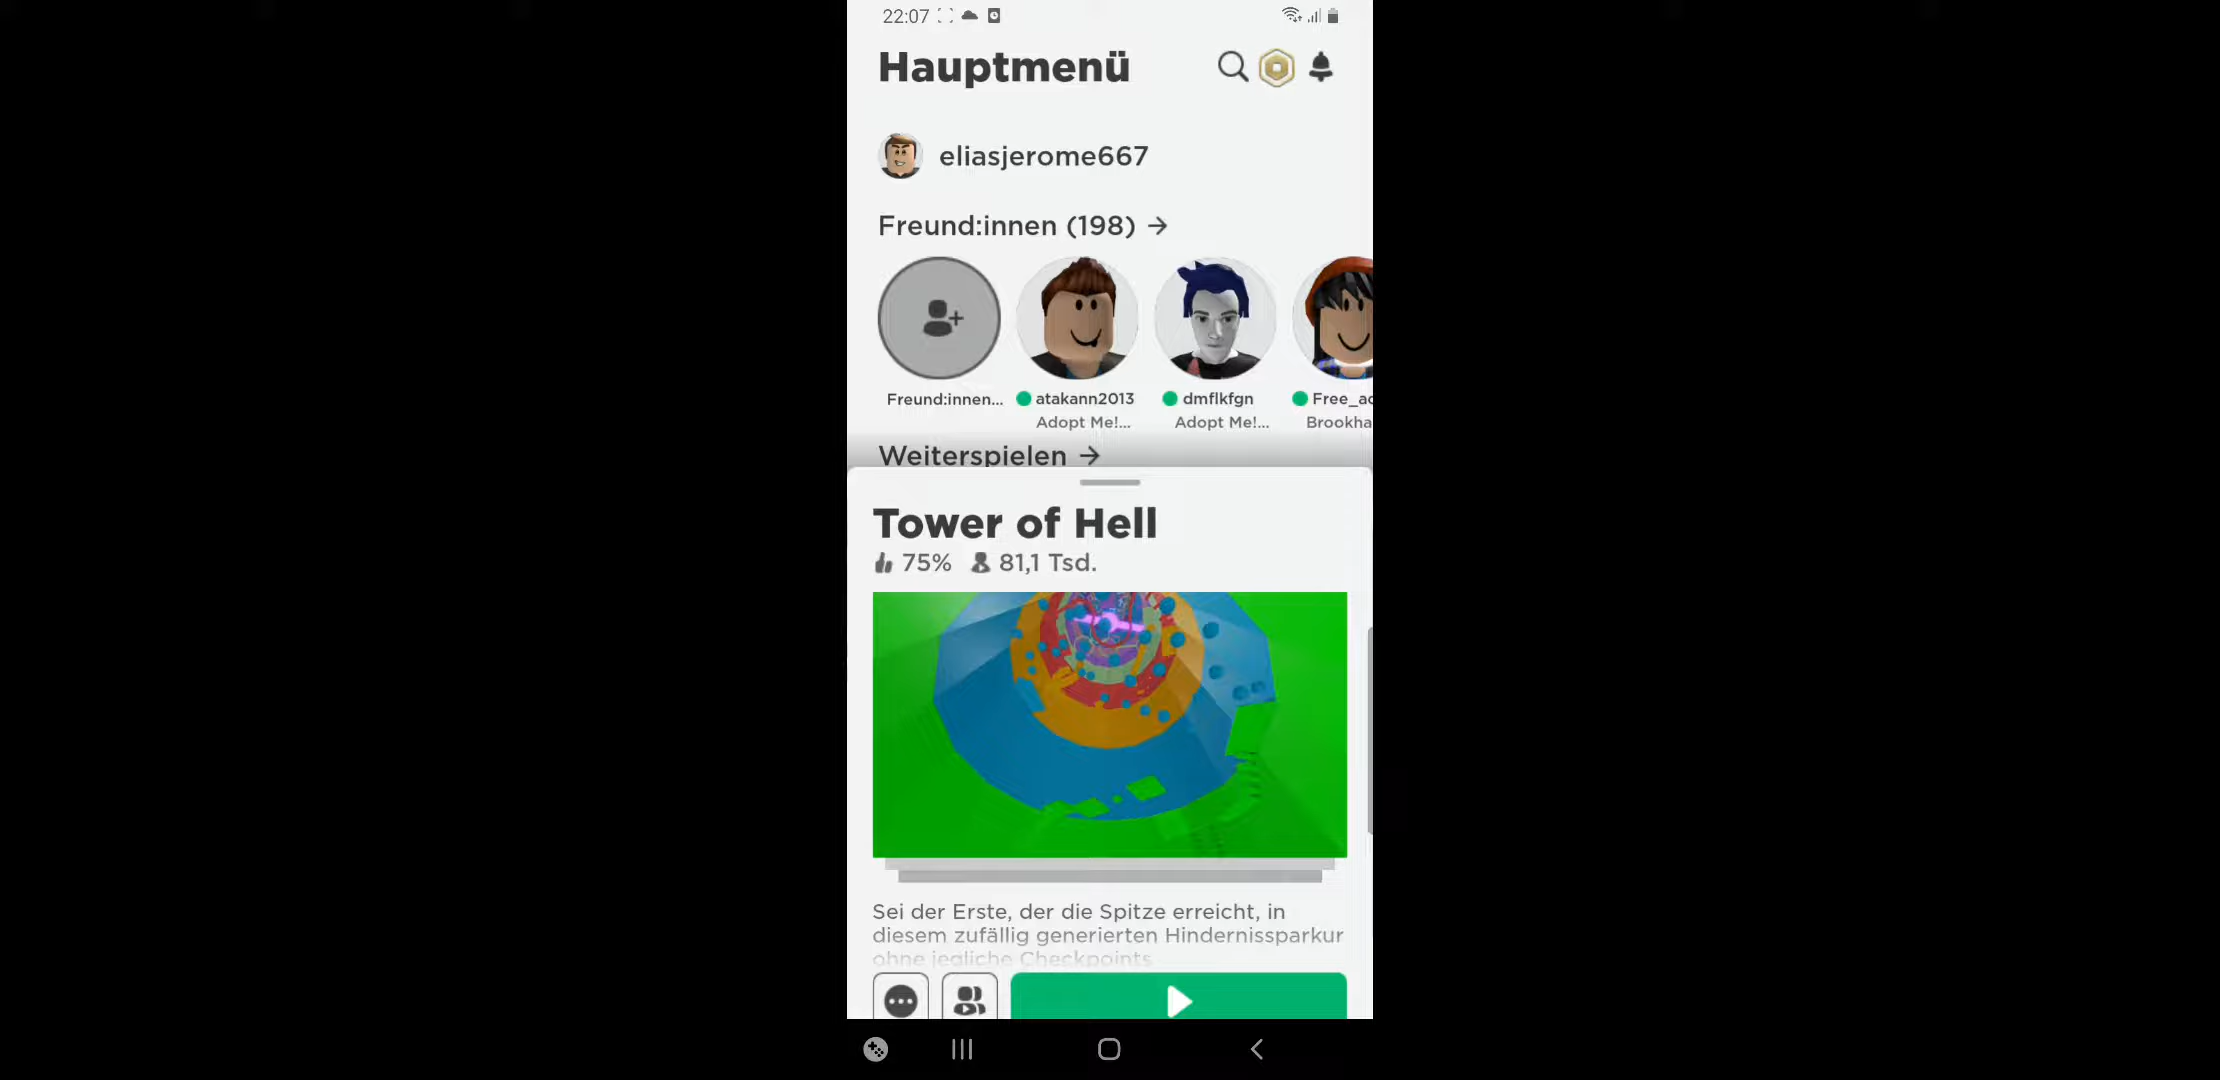 22:07
Hauptmenü
eliasjerome667
Freund:innen (198) →
Freund:innen...
atakann2013
Adopt Me!...
dmflkfgn
Adopt Me!...
Free_ac
Brookha
Weiterspielen →
Tower of Hell
75% 81,1 Tsd.
Sei der Erste, der die Spitze erreicht, in
diesem zufällig generierten Hindernissparkur
ohne jegliche Checkpoints